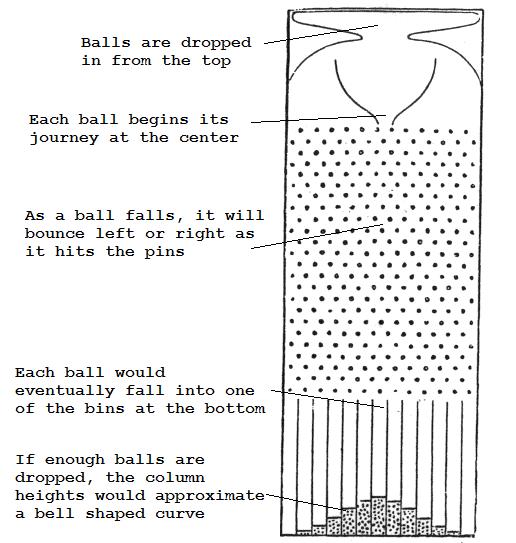 Balls are dropped
in from the top
Each ball begins its
journey at the center
As a ball falls, it will
bounce left or right as
it hits the pins
Each ball would
eventually fall into one
of the bins at the bottom
If enough balls are
dropped, the column
heights would approximate
a bell shaped curve